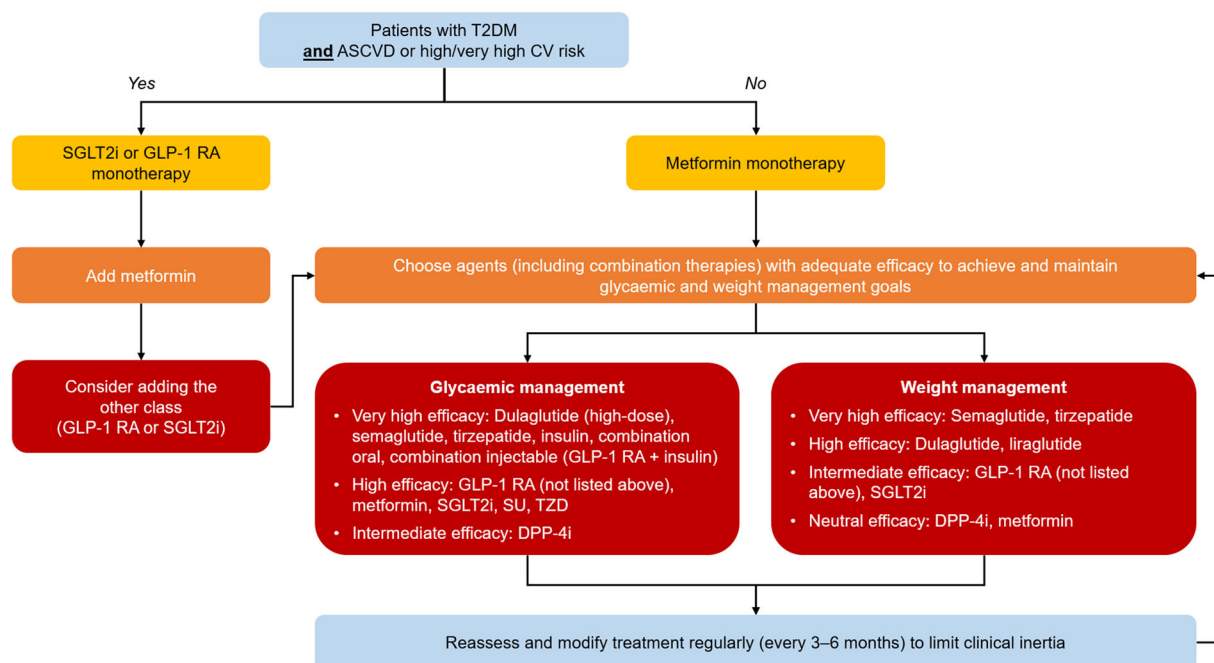 Patients with T2DM
and ASCVD or high/very high CV risk
Yes
No
SGLT2i or GLP-1 RA
monotherapy
Metformin monotherapy
Add metformin
Choose agents (including combination therapies) with adequate efficacy to achieve and maintain
glycaemic and weight management goals
Consider adding the
other class
(GLP-1 RA or SGLT2i)
Glycaemic management
• Very high efficacy: Dulaglutide (high-dose),
semaglutide, tirzepatide, insulin, combination
oral, combination injectable (GLP-1 RA + insulin)
• High efficacy: GLP-1 RA (not listed above),
metformin, SGLT2i, SU, TZD
• Intermediate efficacy: DPP-4i
Weight management
• Very high efficacy: Semaglutide, tirzepatide
• High efficacy: Dulaglutide, liraglutide
• Intermediate efficacy: GLP-1 RA (not listed
above), SGLT2i
• Neutral efficacy: DPP-4i, metformin
Reassess and modify treatment regularly (every 3–6 months) to limit clinical inertia